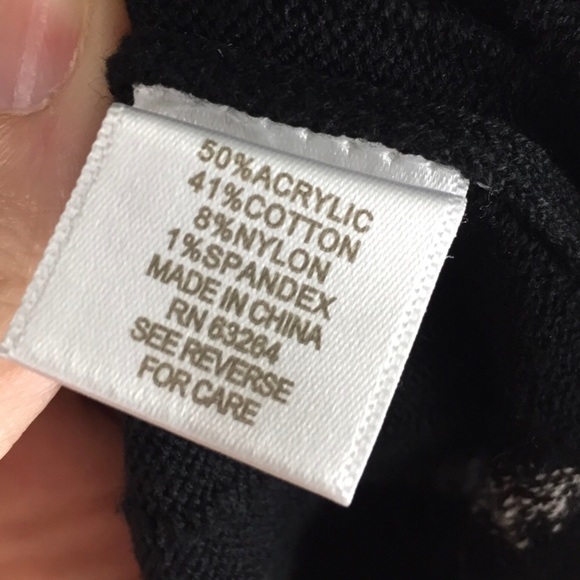 50%ACRYLIC
41%COTTON
8%NYLON
1%SPANDEX
MADE IN CHINA
RN 63264
SEE REVERSE
FOR CARE